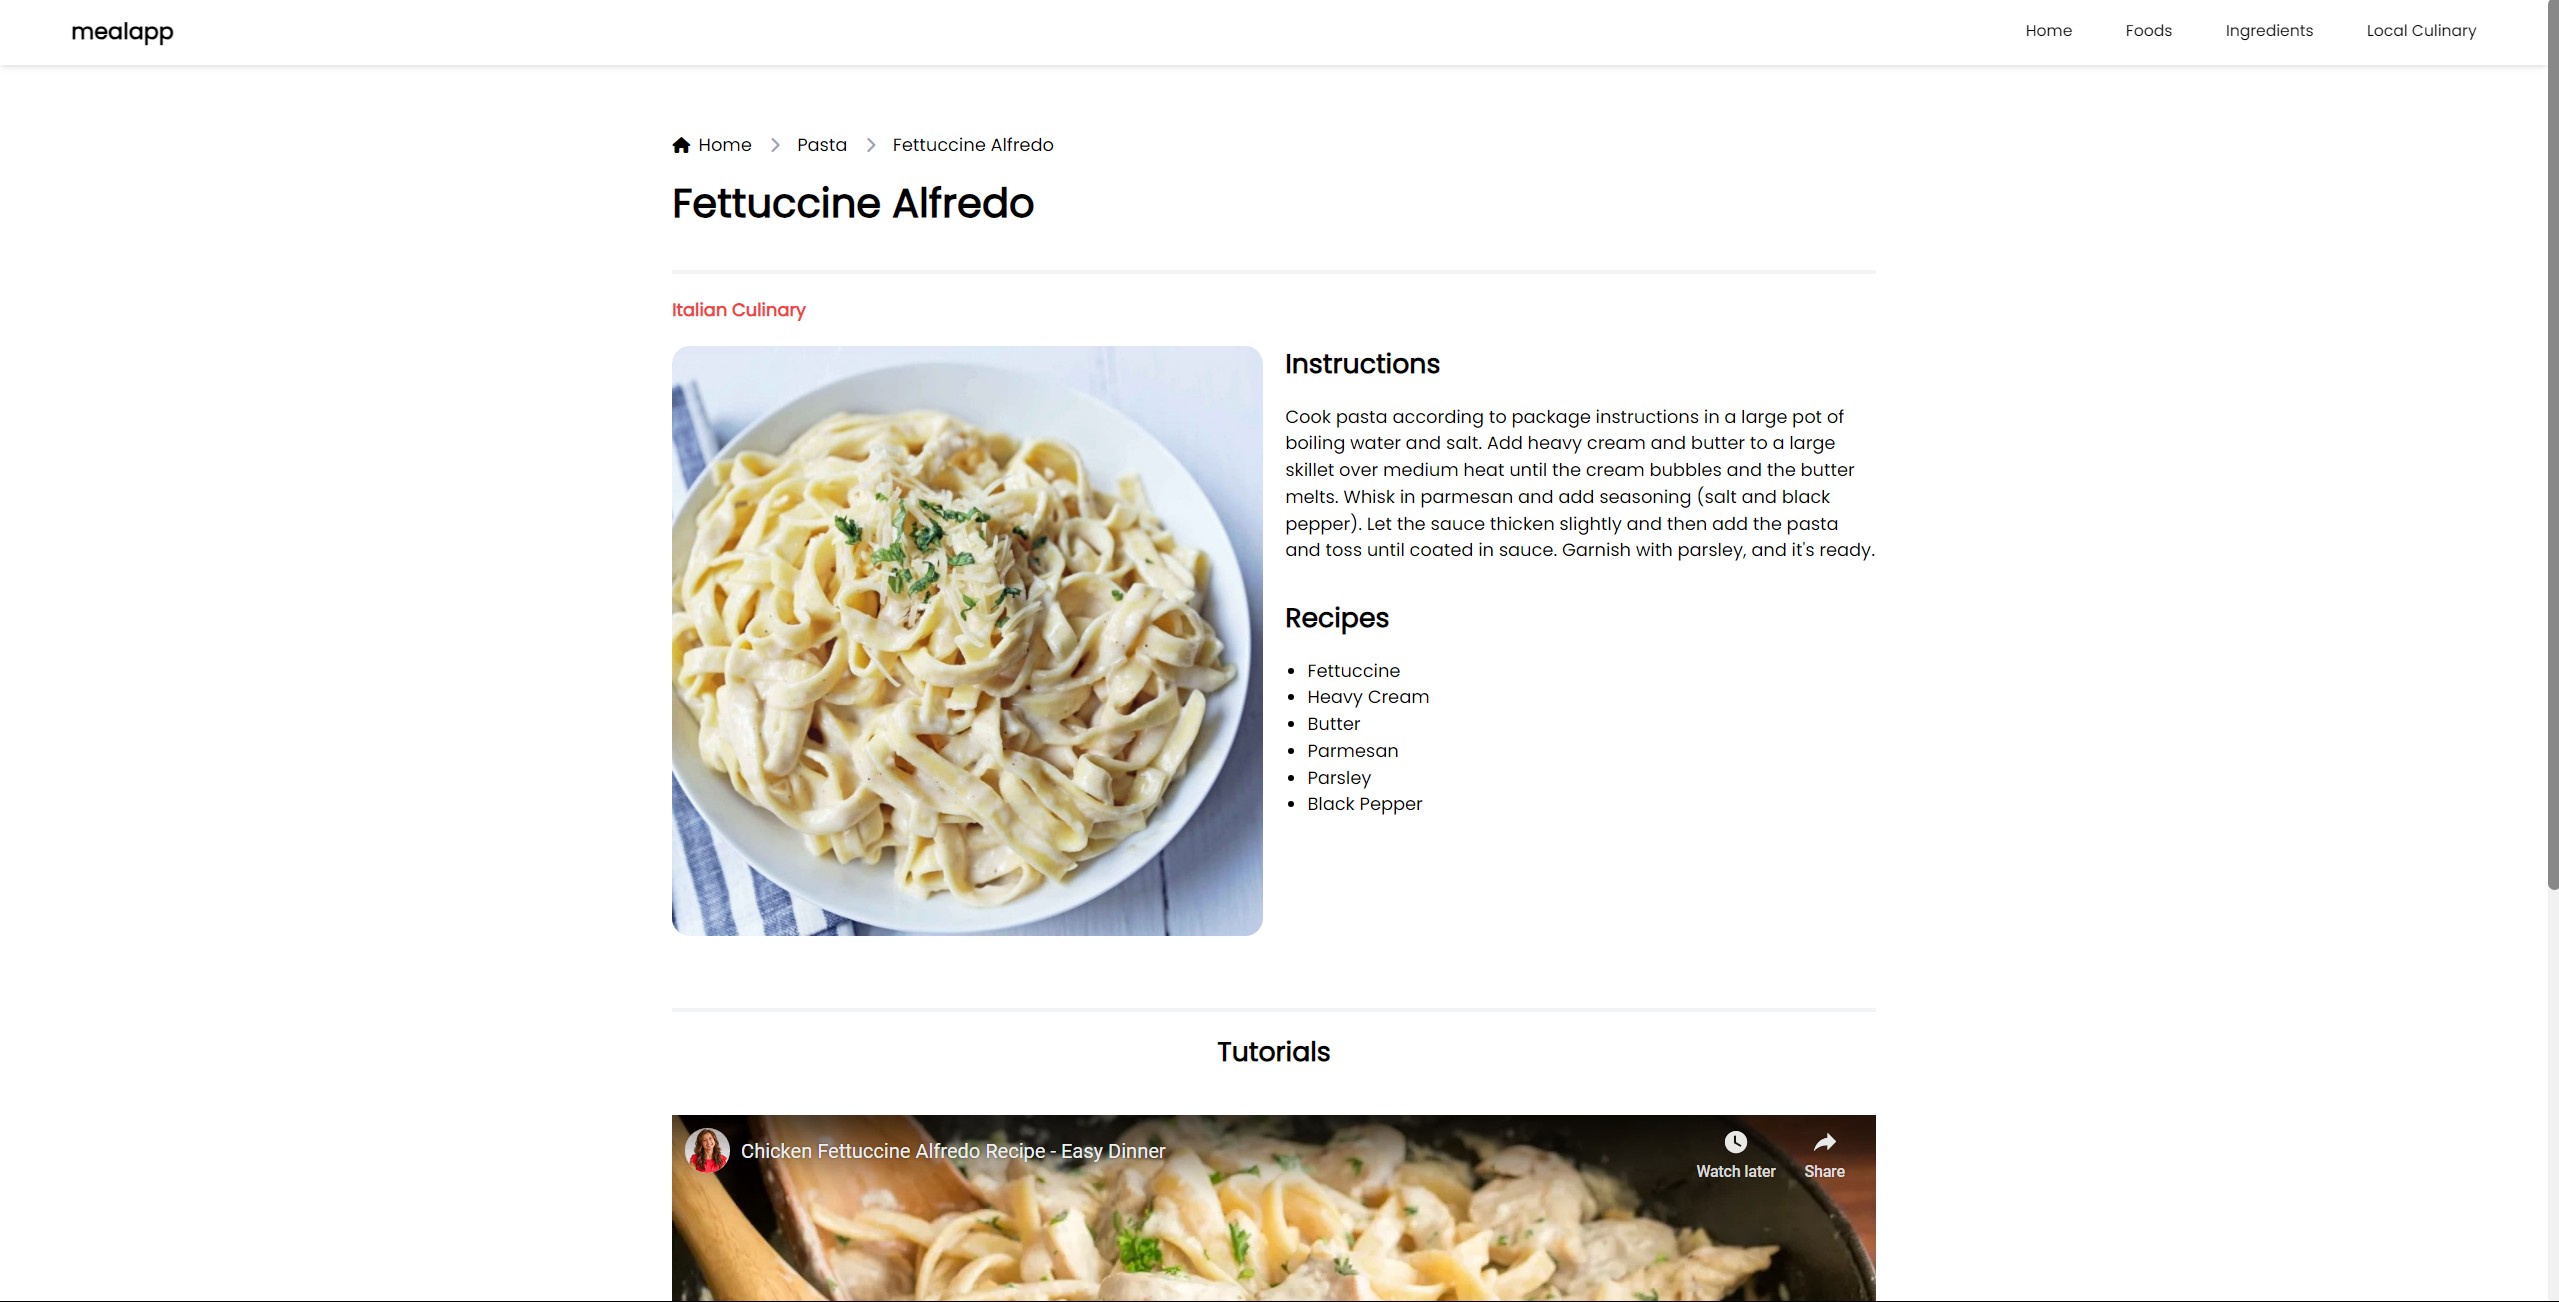 mealapp
Home
Foods
Ingredients
Local Culinary
Home
Pasta
Fettuccine Alfredo
Fettuccine Alfredo
Italian Culinary
Instructions
Cook pasta according to package instructions in a large pot of
boiling water and salt. Add heavy cream and butter to a large
skillet over medium heat until the cream bubbles and the butter
melts. Whisk in parmesan and add seasoning (salt and black
pepper). Let the sauce thicken slightly and then add the pasta
and toss until coated in sauce. Garnish with parsley, and it's ready.
Recipes
Fettuccine
Heavy Cream
Butter
Parmesan
Parsley
Black Pepper
Tutorials
Chicken Fettuccine Alfredo Recipe - Easy Dinner
Watch later
Share